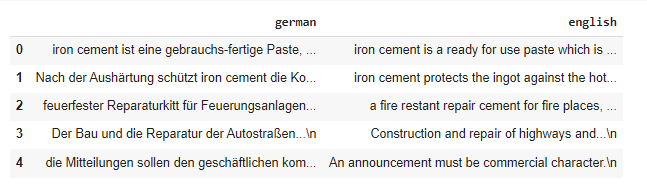 german english
0 iron cement ist eine gebrauchs-fertige Paste, ... iron cement is a ready for use paste which is ...
1 Nach der Aushärtung schützt iron cement die Ko... iron cement protects the ingot against the hot...
2 feuerfester Reparaturkitt für Feuerungsanlagen... a fire restant repair cement for fire places, ...
3 Der Bau und die Reparatur der Autostraßen...\n Construction and repair of highways and...\n
4 die Mitteilungen sollen den geschäftlichen kom... An announcement must be commercial character.\n